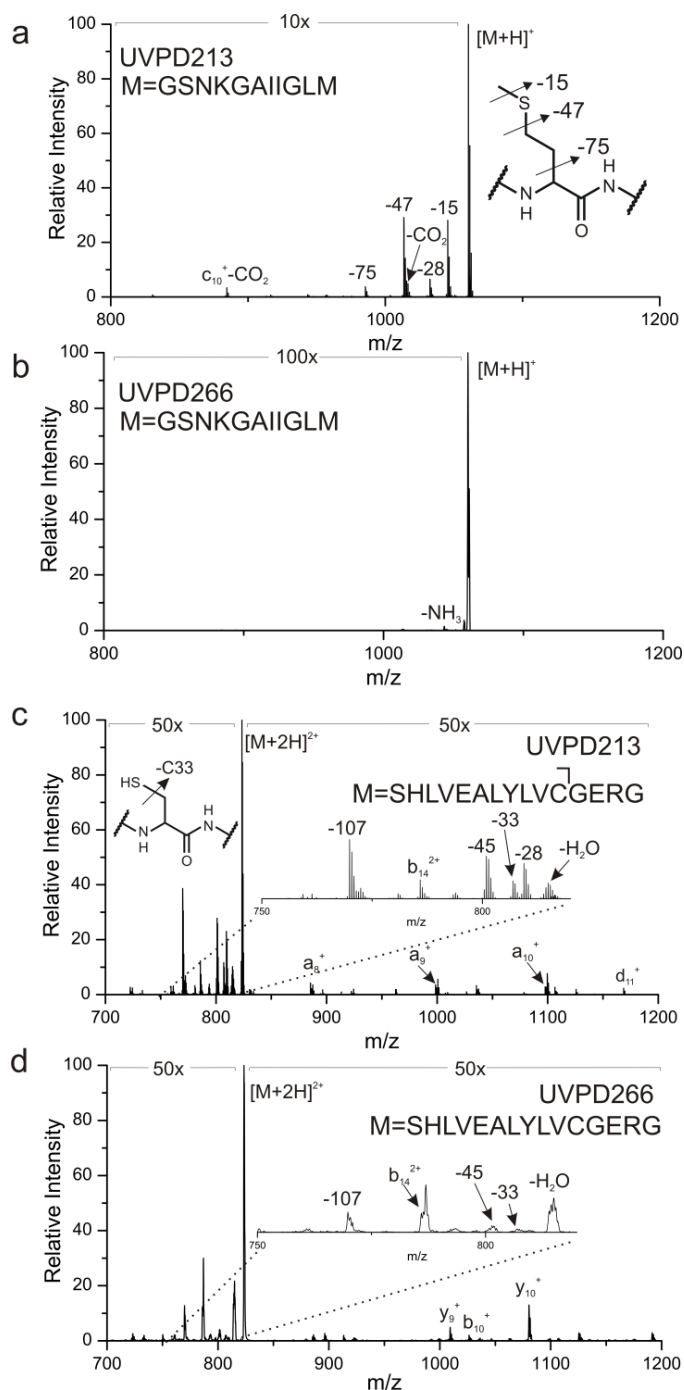 a
10x
[M+H]⁺
UVPD213
M=GSNKGAIIGLM
-15
-47
-75
S
H
N
N
H
O
-47
-15
-CO₂
-28
-75
c₁₀⁺-CO₂
Relative Intensity
100
80
60
40
20
0
800
1000
1200
m/z
b
100x
[M+H]⁺
UVPD266
M=GSNKGAIIGLM
-NH₃
Relative Intensity
100
80
60
40
20
0
800
1000
1200
m/z
c
50x
50x
[M+2H]²⁺
UVPD213
M=SHLVEALYLVCGERG
-C33
HS
H
N
N
H
O
-107
b₁₄²⁺
-45
-33
-28
-H₂O
750
800
m/z
a₈⁺
a₉⁺
a₁₀⁺
d₁₁⁺
Relative Intensity
100
80
60
40
20
0
700
800
900
1000
1100
1200
m/z
d
50x
50x
[M+2H]²⁺
UVPD266
M=SHLVEALYLVCGERG
-107
b₁₄²⁺
-45
-33
-H₂O
750
800
m/z
y₉⁺
b₁₀⁺
y₁₀⁺
Relative Intensity
100
80
60
40
20
0
700
800
900
1000
1100
1200
m/z